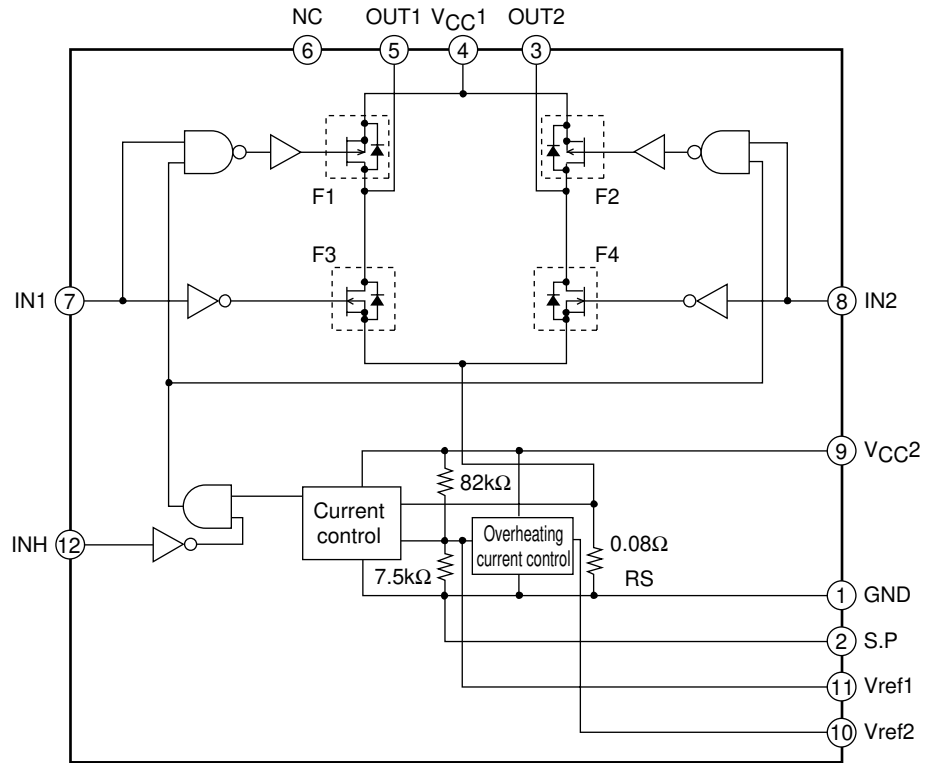 NC OUT1 VCC1 OUT2
6 5 4 3
F1 F2
F3 F4
IN1 7
8 IN2
9 VCC2
82kΩ
Current
control
Overheating
current control
0.08Ω
INH 12
7.5kΩ
RS
1 GND
2 S.P
11 Vref1
10 Vref2